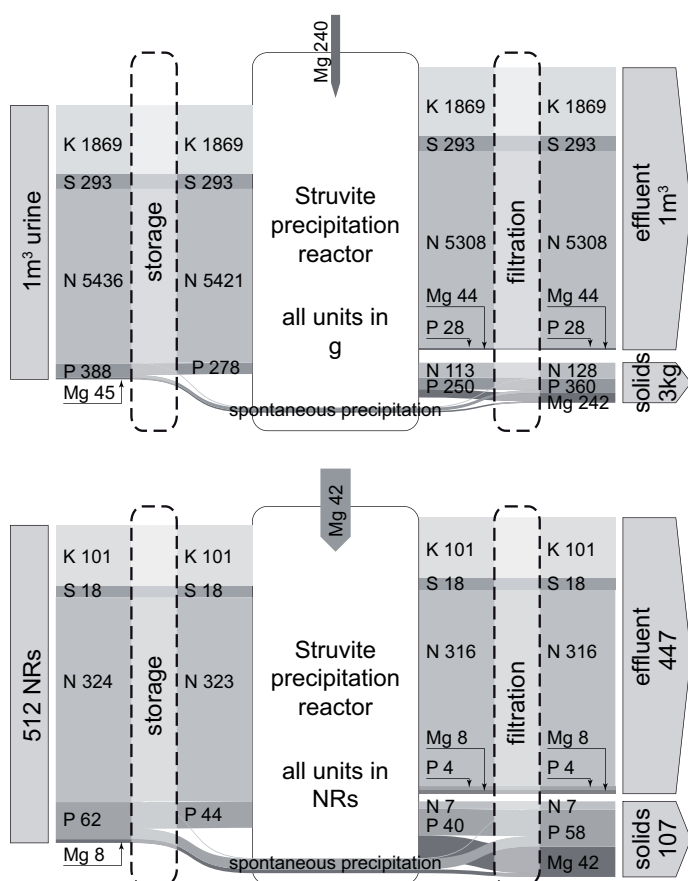 Mg 240
1m³ urine
K 1869
S 293
N 5436
P 388
Mg 45
storage
K 1869
S 293
N 5421
P 278
Struvite
precipitation
reactor
all units in
g
spontaneous precipitation
K 1869
S 293
N 5308
Mg 44
P 28
N 113
P 250
filtration
K 1869
S 293
N 5308
Mg 44
P 28
N 128
P 360
Mg 242
effluent
1m³
solids
3kg
Mg 42
512 NRs
K 101
S 18
N 324
P 62
Mg 8
storage
K 101
S 18
N 323
P 44
Struvite
precipitation
reactor
all units in
NRs
spontaneous precipitation
K 101
S 18
N 316
Mg 8
P 4
N 7
P 40
filtration
K 101
S 18
N 316
Mg 8
P 4
N 7
P 58
Mg 42
effluent
447
solids
107